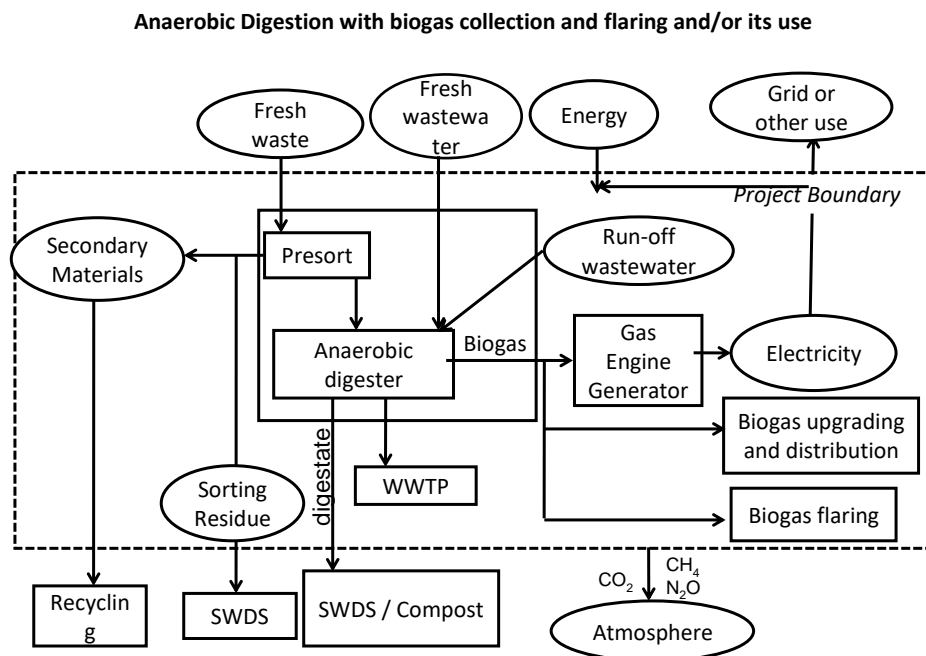 Anaerobic Digestion with biogas collection and flaring and/or its use
Fresh
waste
Fresh
wastewa
ter
Energy
Grid or
other use
Project Boundary
Secondary
Materials
Presort
Run-off
wastewater
Anaerobic
digester
Biogas
Gas
Engine
Generator
Electricity
Biogas upgrading
and distribution
digestate
WWTP
Sorting
Residue
Biogas flaring
Recyclin
g
SWDS
SWDS / Compost
CO₂
CH₄
N₂O
Atmosphere